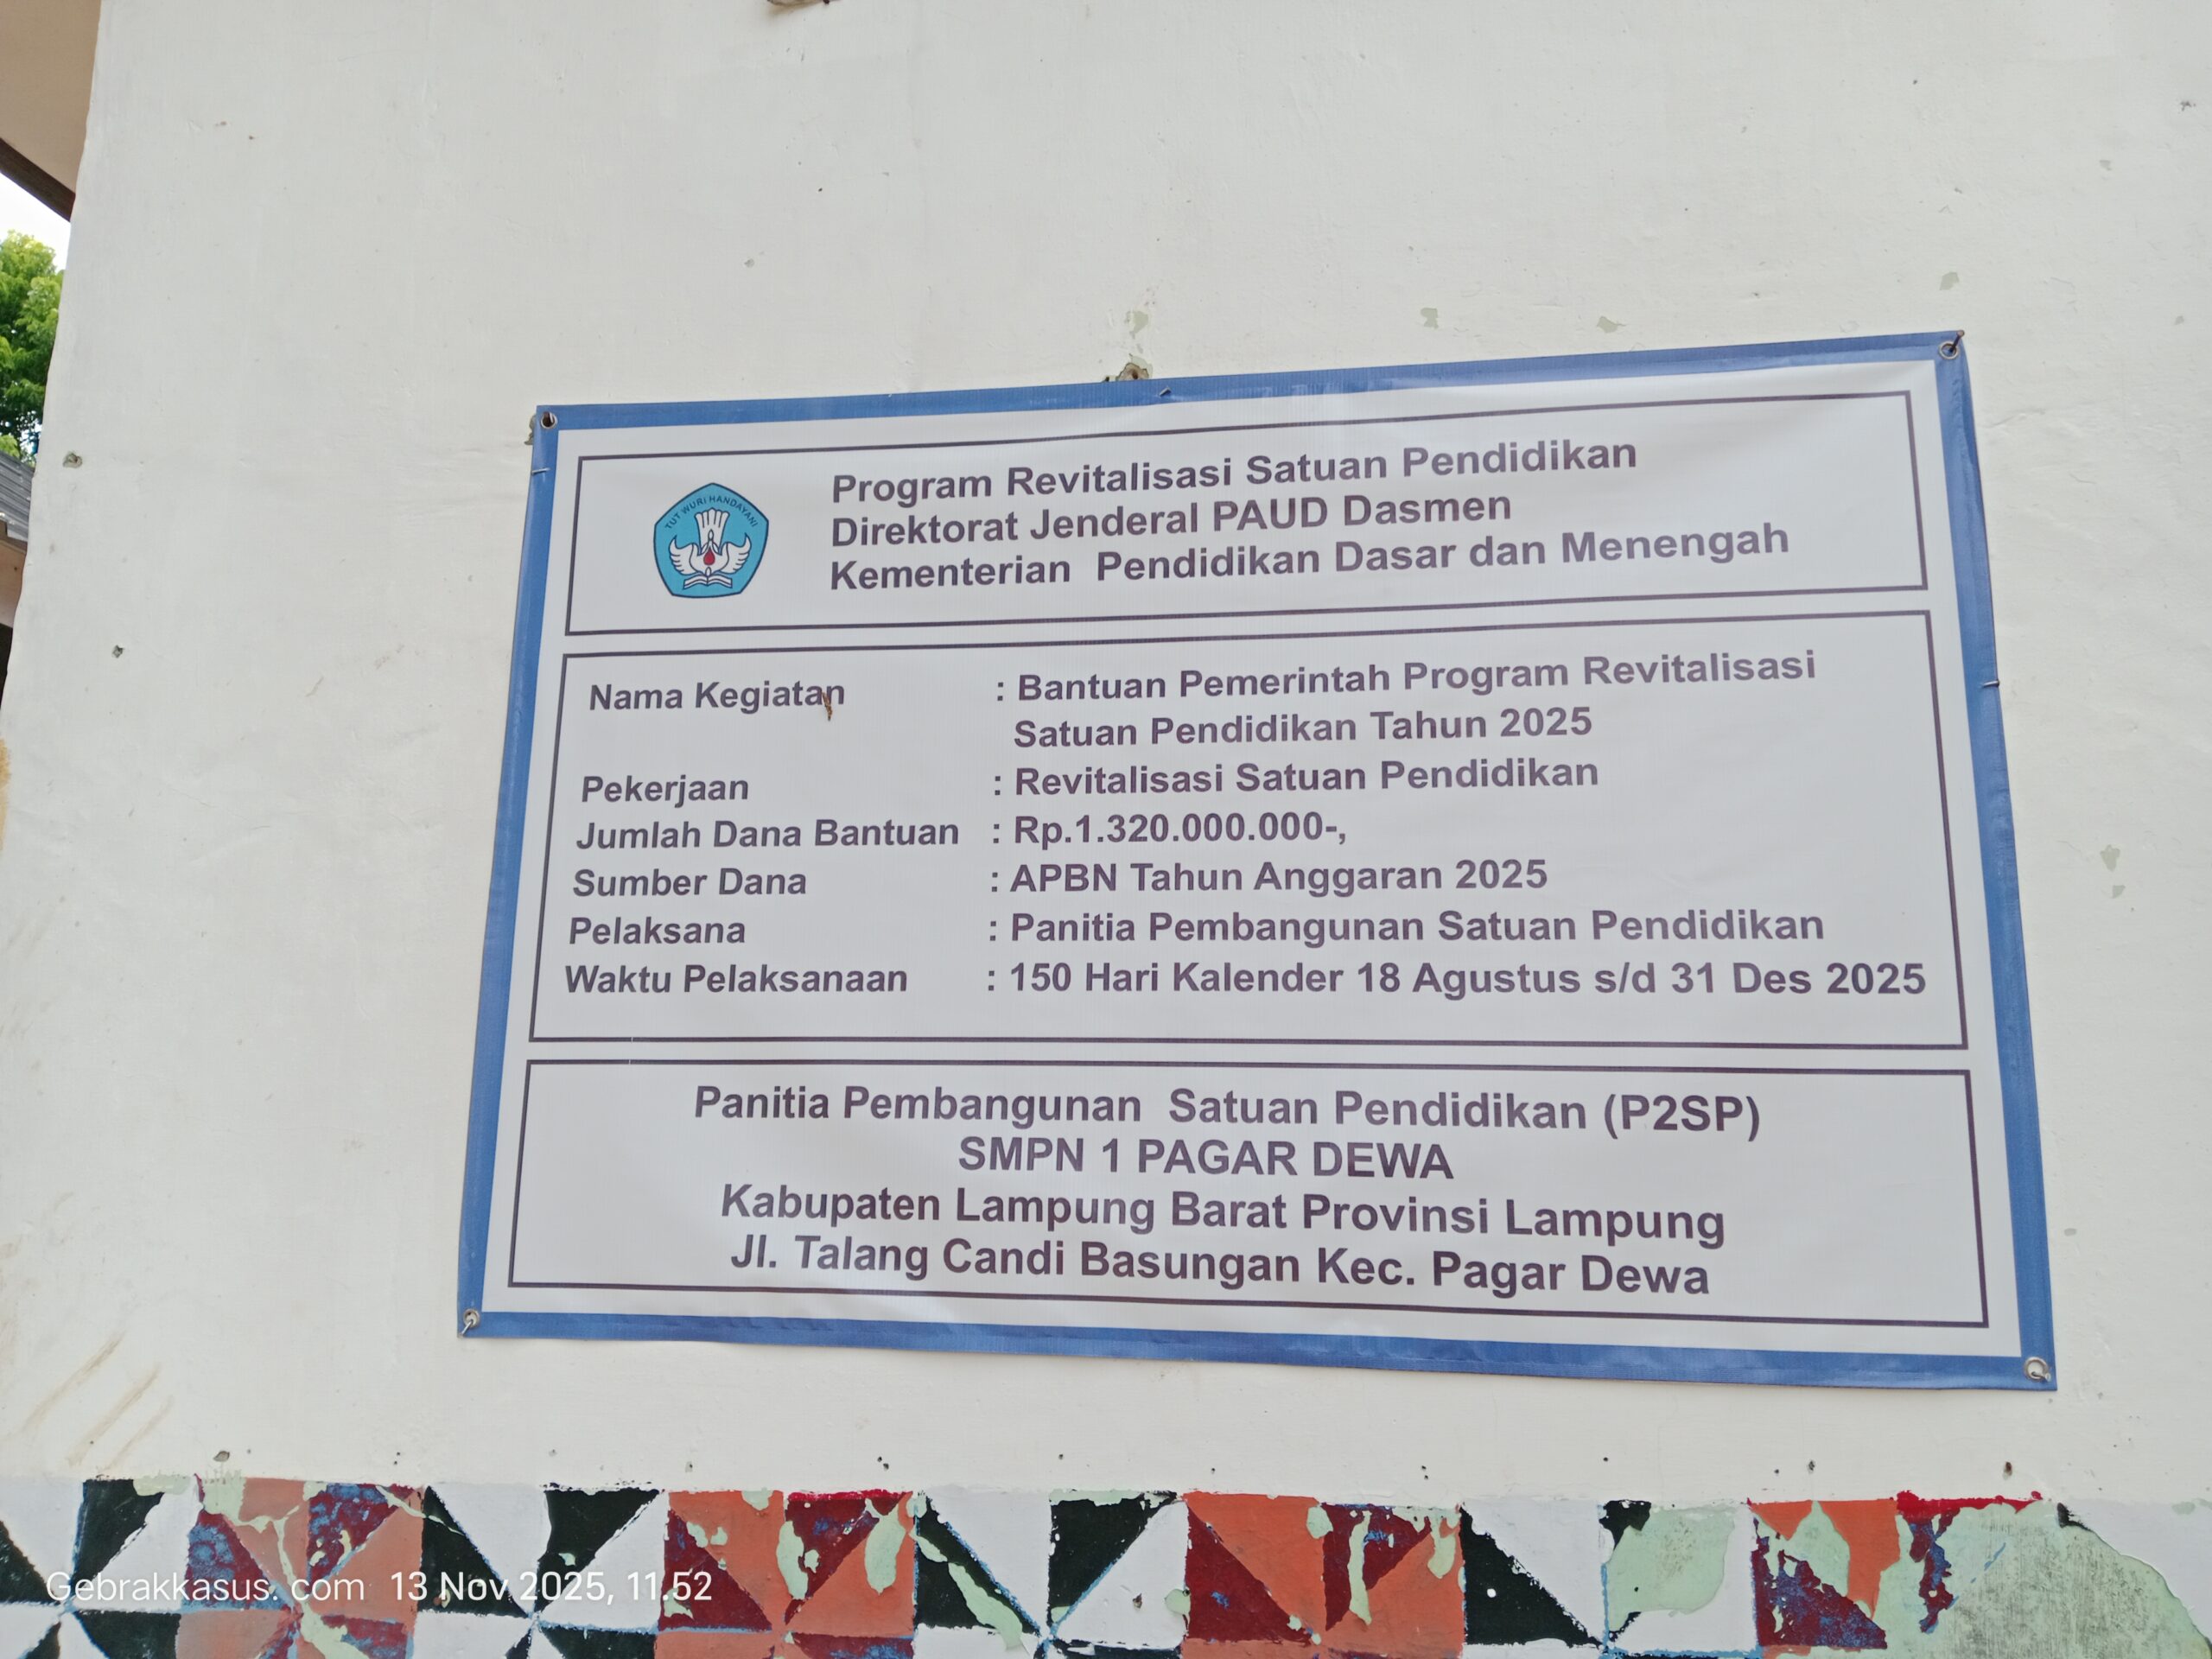 TUT WURI HANDAYANI
Program Revitalisasi Satuan Pendidikan
Direktorat Jenderal PAUD Dasmen
Kementerian Pendidikan Dasar dan Menengah
Nama Kegiatan : Bantuan Pemerintah Program Revitalisasi
Satuan Pendidikan Tahun 2025
Pekerjaan : Revitalisasi Satuan Pendidikan
Jumlah Dana Bantuan : Rp.1.320.000.000-,
Sumber Dana : APBN Tahun Anggaran 2025
Pelaksana : Panitia Pembangunan Satuan Pendidikan
Waktu Pelaksanaan : 150 Hari Kalender 18 Agustus s/d 31 Des 2025
Panitia Pembangunan Satuan Pendidikan (P2SP)
SMPN 1 PAGAR DEWA
Kabupaten Lampung Barat Provinsi Lampung
Jl. Talang Candi Basungan Kec. Pagar Dewa
Gebrakkasus. com 13 Nov 2025, 11.52